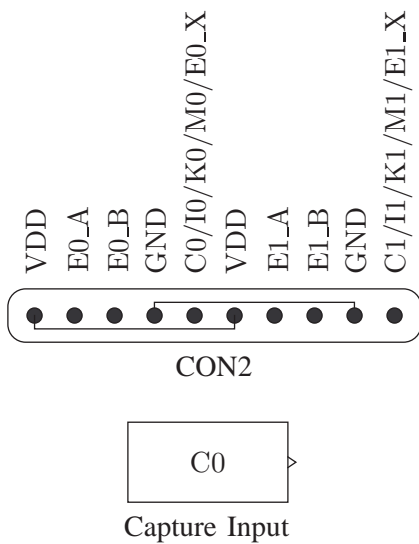 VDD
E0_A
E0_B
GND
C0/I0/K0/M0/E0_X
VDD
E1_A
E1_B
GND
C1/I1/K1/M1/E1_X
CON2
C0
Capture Input